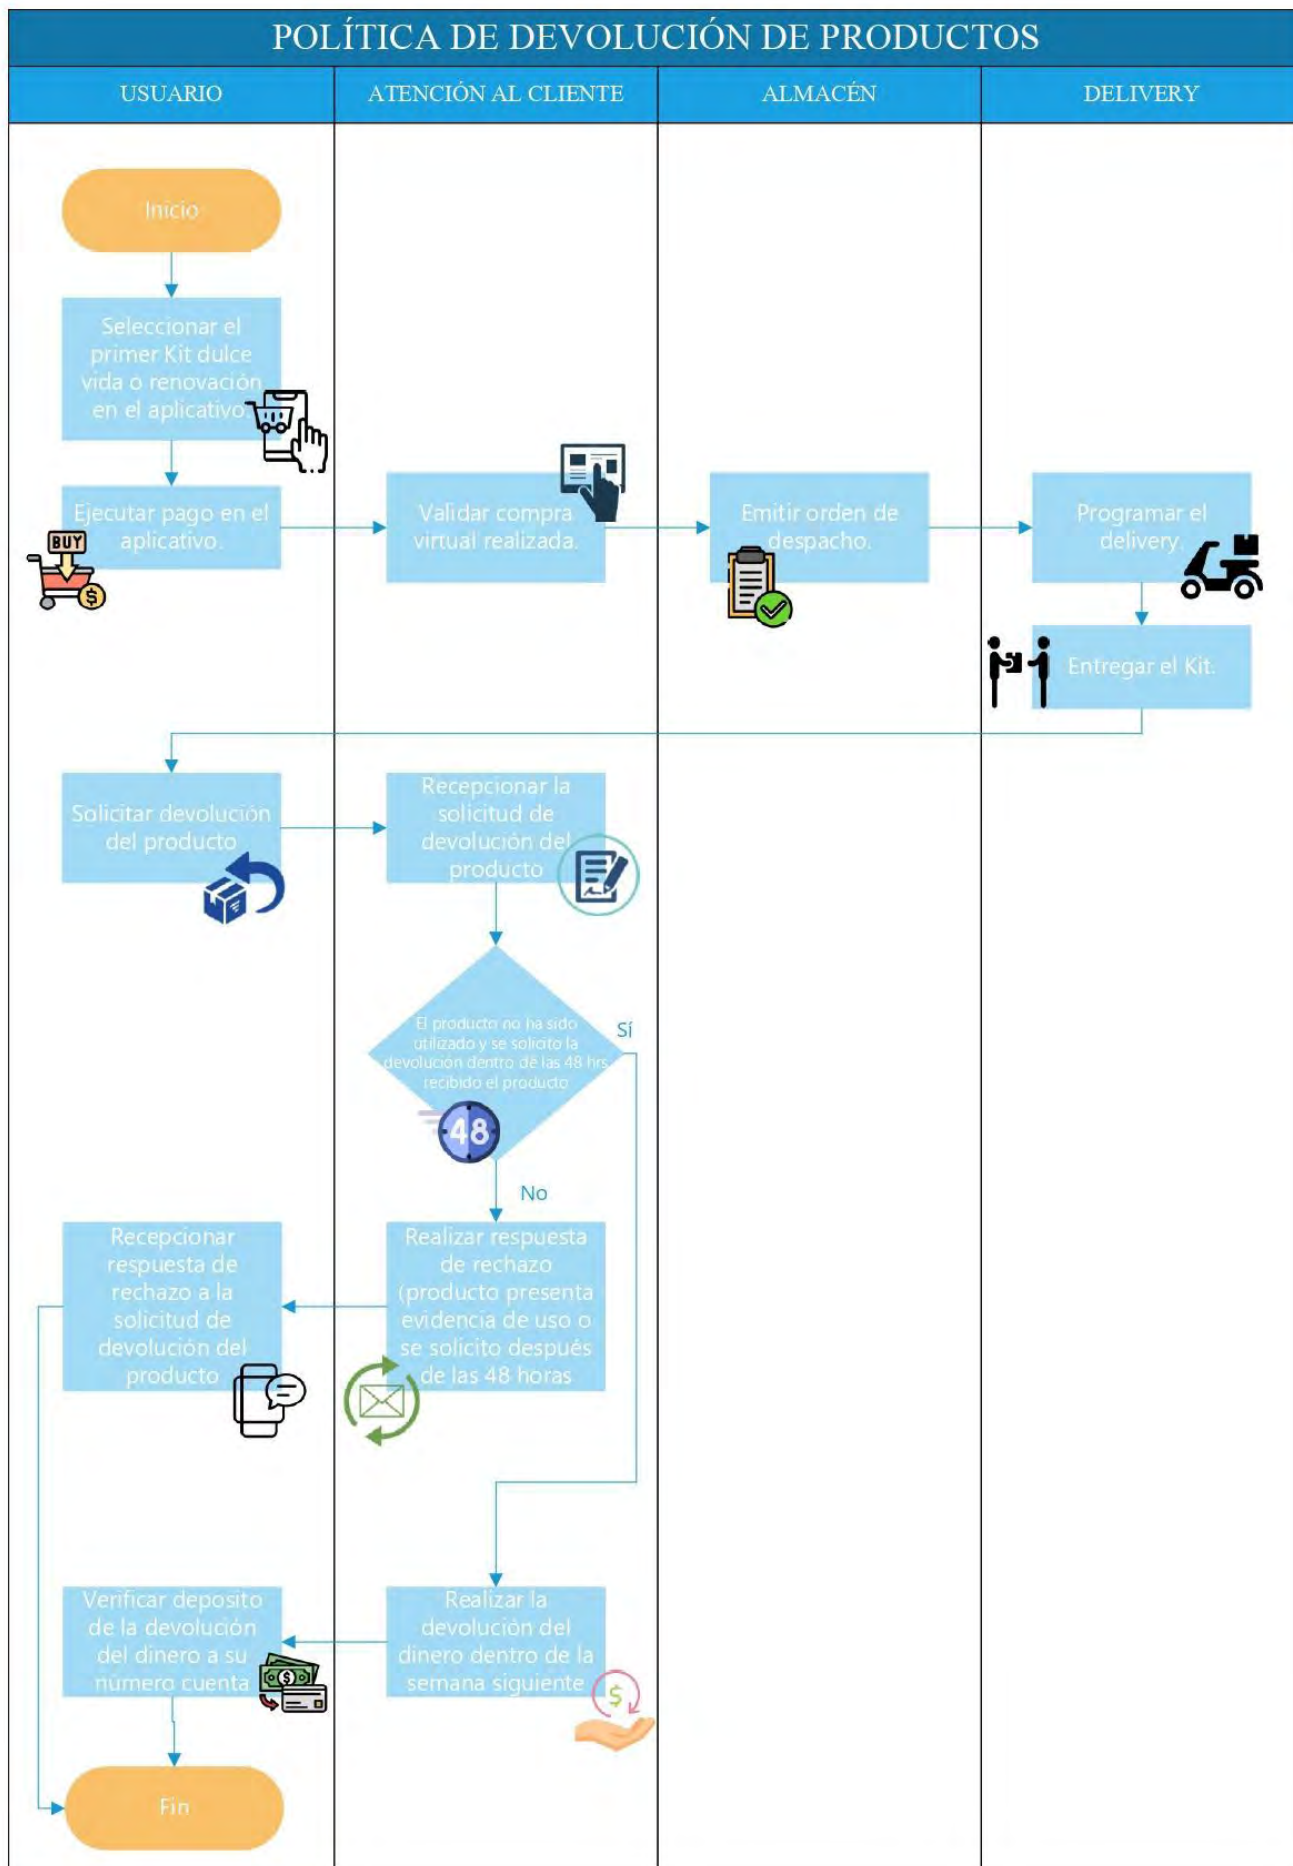 POLÍTICA DE DEVOLUCIÓN DE PRODUCTOS
USUARIO
ATENCIÓN AL CLIENTE
ALMACÉN
DELIVERY
Inicio
Seleccionar el
primer Kit dulce
vida o renovación
en el aplicativo.
Ejecutar pago en el
aplicativo.
BUY
$
Validar compra
virtual realizada.
Emitir orden de
despacho.
Programar el
delivery.
Entregar el Kit.
Solicitar devolución
del producto
Recepcionar la
solicitud de
devolución del
producto
El producto no ha sido
utilizado y se solicito la
devolución dentro de las 48 hrs
recibido el producto
Sí
48
No
Recepcionar
respuesta de
rechazo a la
solicitud de
devolución del
producto
Realizar respuesta
de rechazo
(producto presenta
evidencia de uso o
se solicito después
de las 48 horas
Verificar deposito
de la devolución
del dinero a su
número cuenta
$
Realizar la
devolución del
dinero dentro de la
semana siguiente
$
Fin